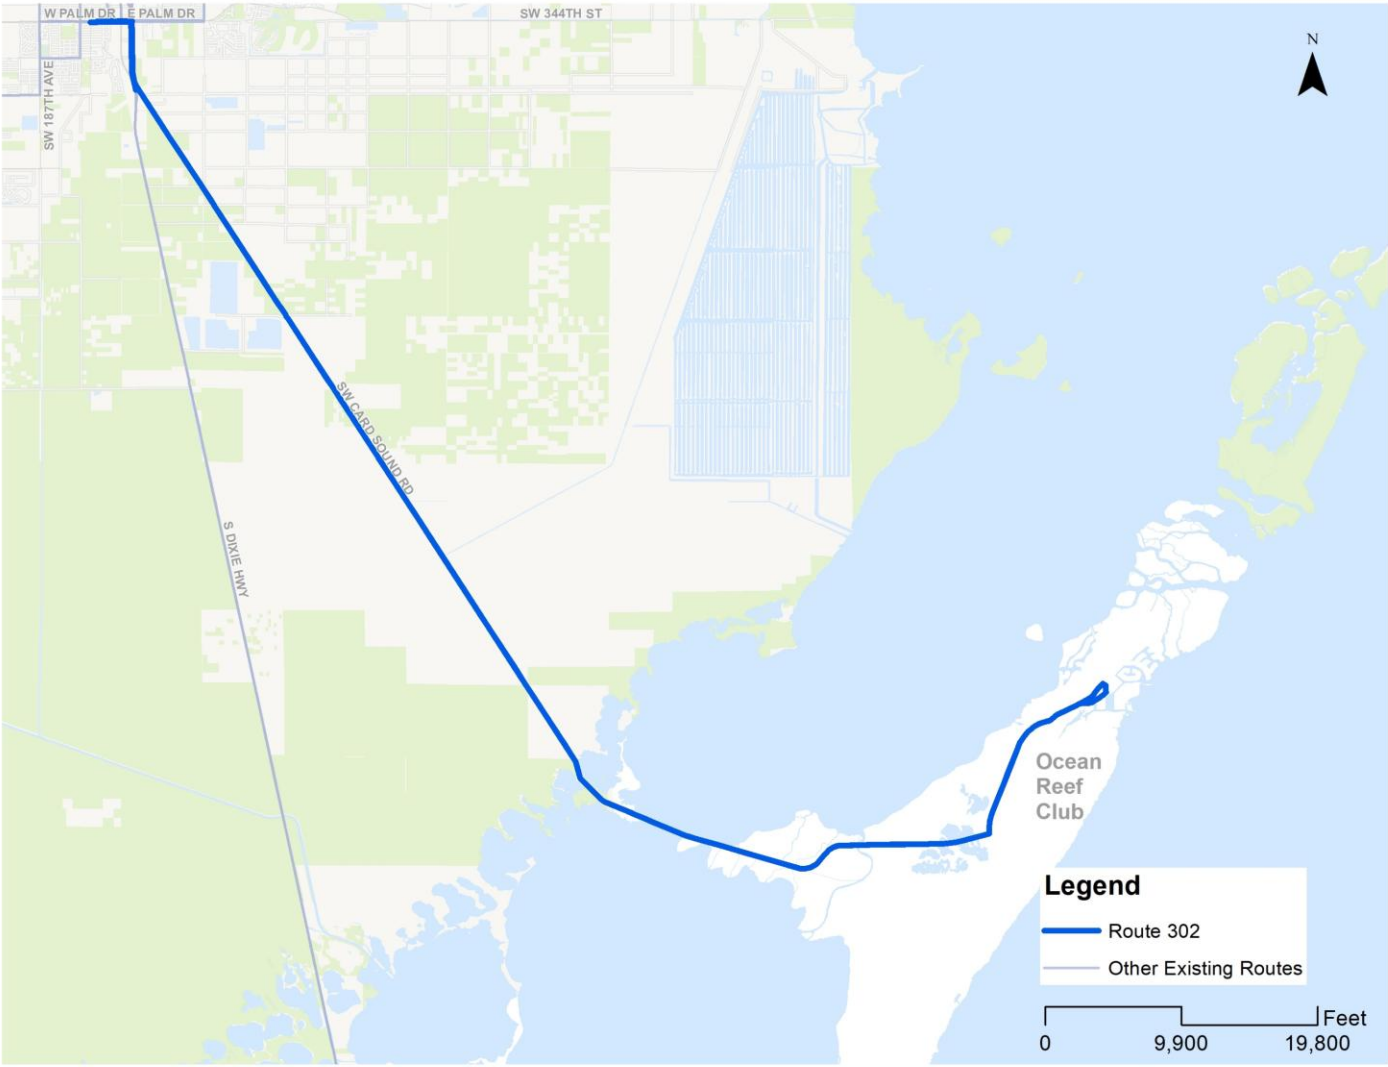 W PALM DR
E PALM DR
SW 344TH ST
N
SW 187TH AVE
SW CARD SOUND RD
S DIXIE HWY
Ocean
Reef
Club
Legend
Route 302
Other Existing Routes
Feet
0 9,900 19,800